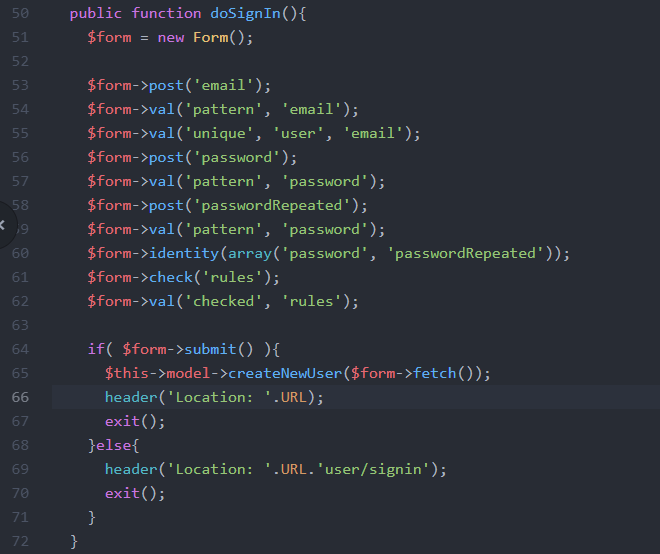 50 public function doSignIn(){
51 $form = new Form();
52
53 $form->post('email');
54 $form->val('pattern', 'email');
55 $form->val('unique', 'user', 'email');
56 $form->post('password');
57 $form->val('pattern', 'password');
58 $form->post('passwordRepeated');
9 $form->val('pattern', 'password');
60 $form->identity(array('password', 'passwordRepeated'));
61 $form->check('rules');
62 $form->val('checked', 'rules');
63
64 if( $form->submit() ){
65 $this->model->createNewUser($form->fetch());
66 header('Location: '.URL);
67 exit();
68 }else{
69 header('Location: '.URL.'user/signin');
70 exit();
71 }
72 }